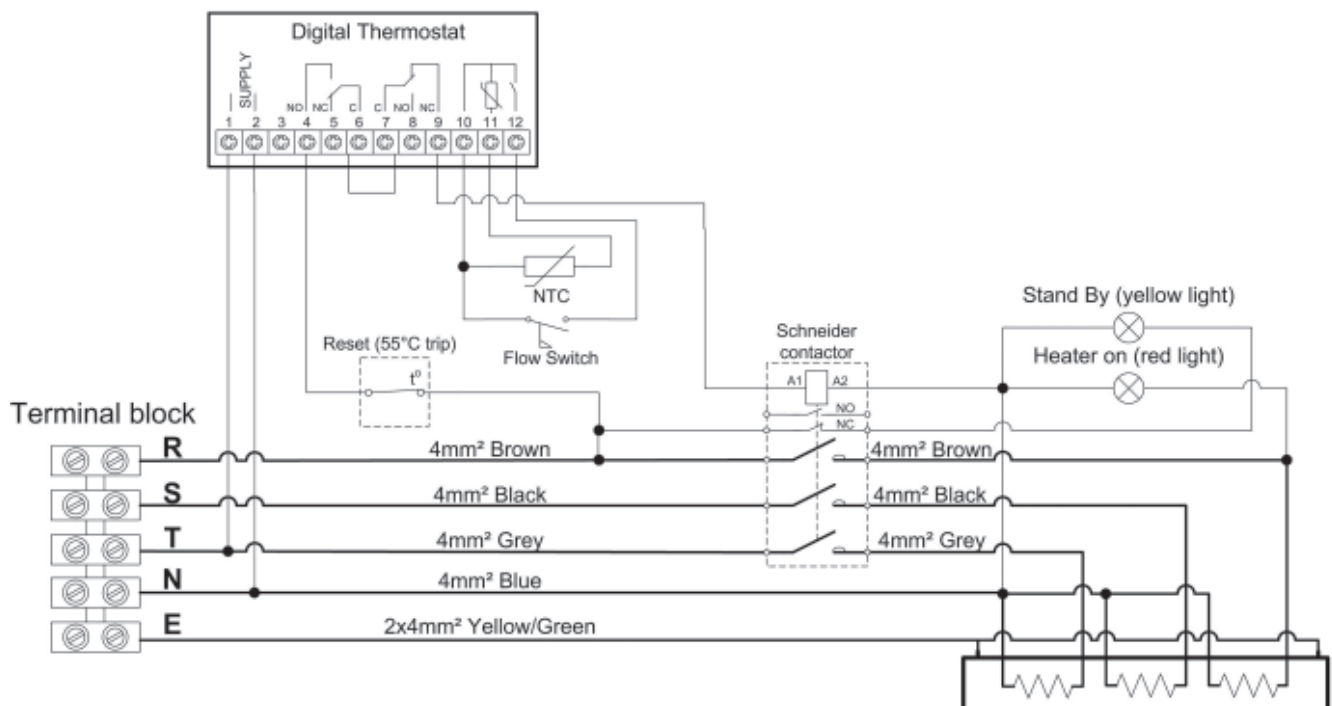 Digital Thermostat
SUPPLY
NO NC C C NO NC
1 2 3 4 5 6 7 8 9 10 11 12
NTC
Flow Switch
Reset (55°C trip)
t⁰
Stand By (yellow light)
Heater on (red light)
Schneider
contactor
A1 A2
NO
NC
Terminal block
R 4mm² Brown 4mm² Brown
S 4mm² Black 4mm² Black
T 4mm² Grey 4mm² Grey
N 4mm² Blue
E 2x4mm² Yellow/Green